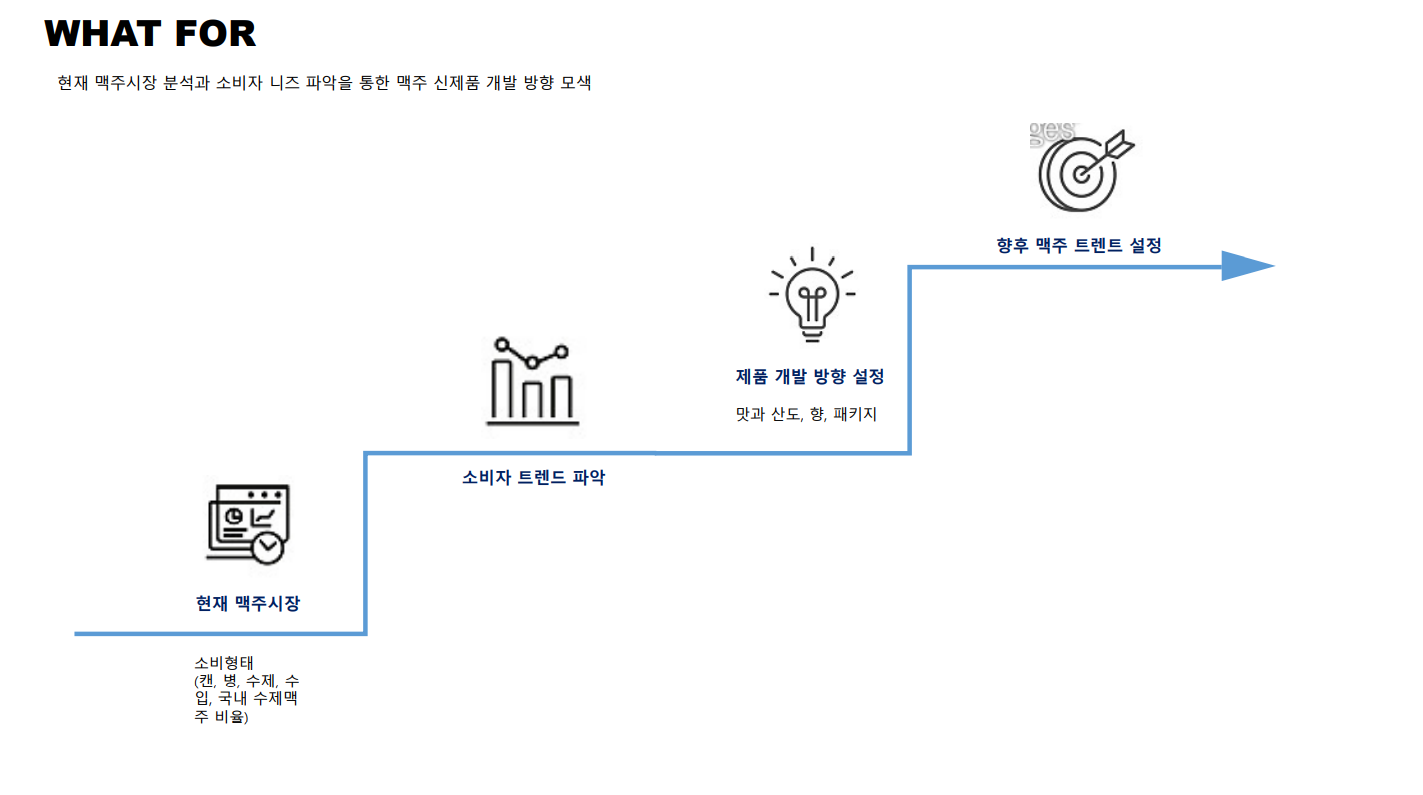 WHAT FOR
현재 맥주시장 분석과 소비자 니즈 파악을 통한 맥주 신제품 개발 방향 모색
ges
향후 맥주 트렌트 설정
제품 개발 방향 설정
맛과 산도, 향, 패키지
소비자 트렌드 파악
현재 맥주시장
소비형태
(캔, 병, 수제, 수
입, 국내 수제맥
주 비율)